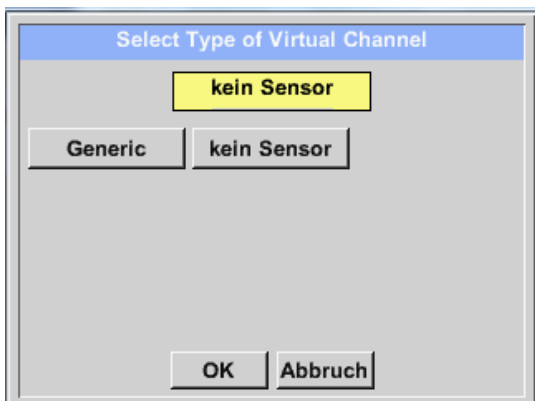 Select Type of Virtual Channel
kein Sensor
Generic kein Sensor
OK Abbruch